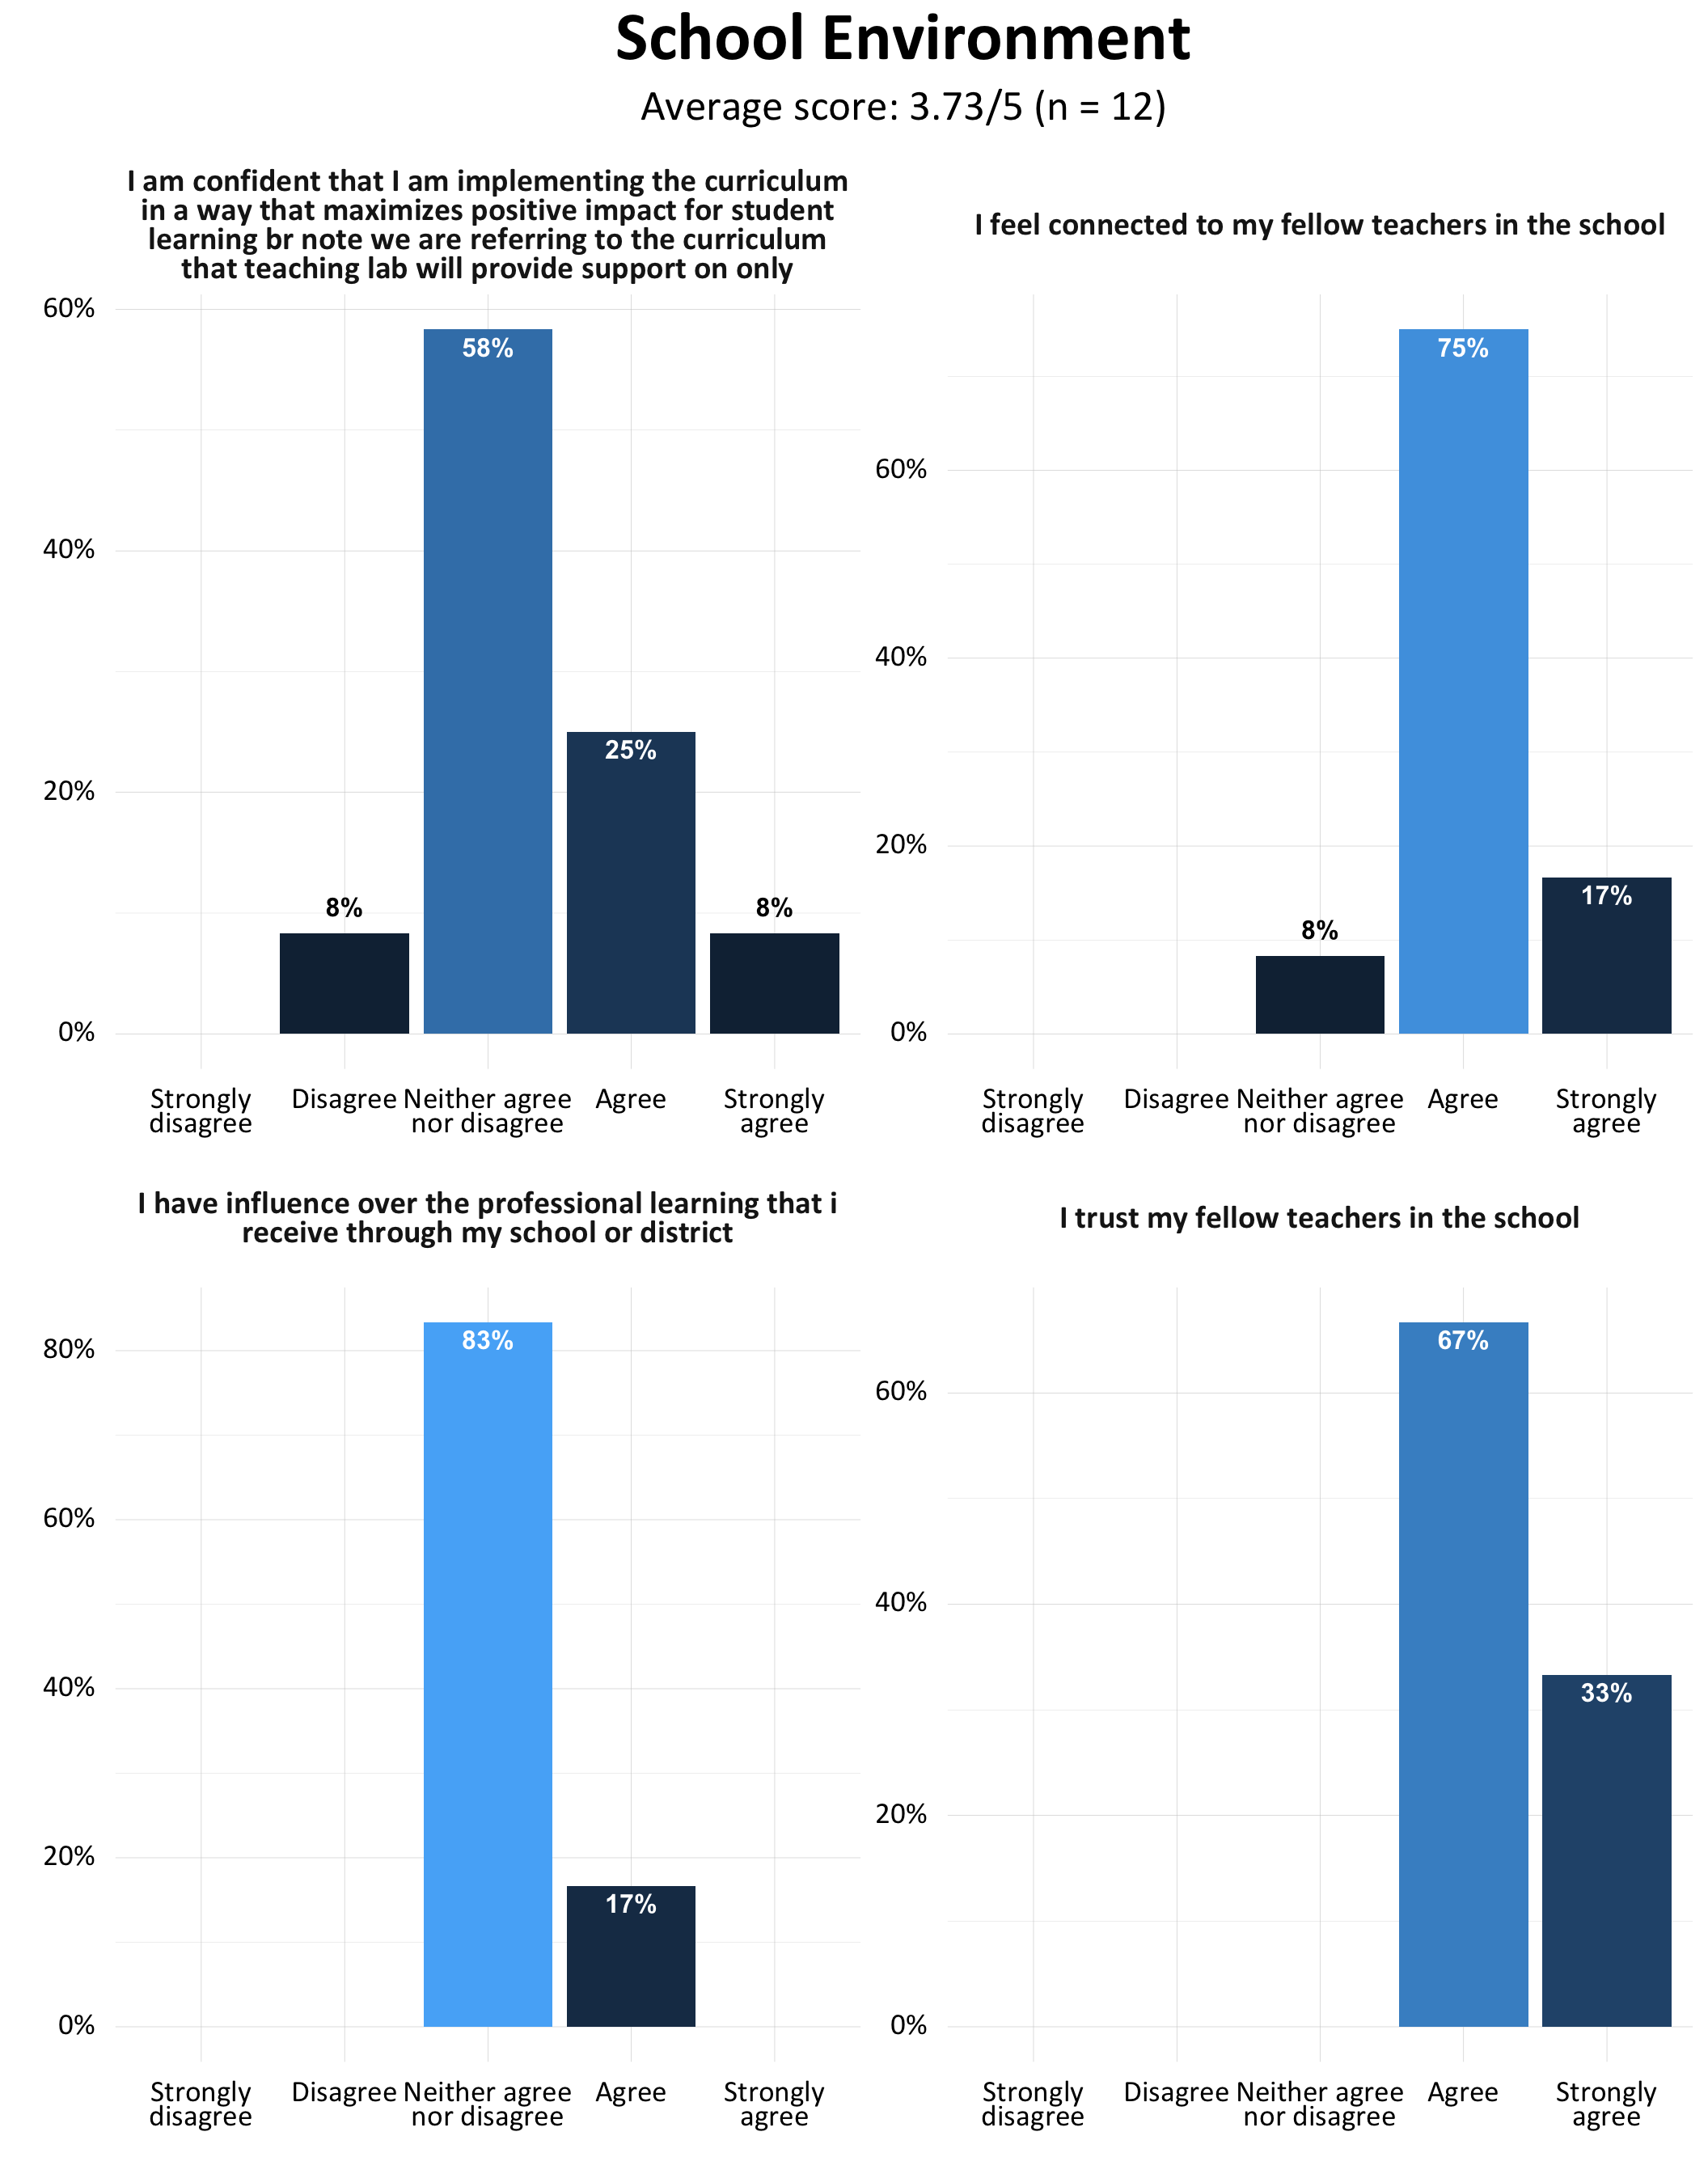 School Environment
Average score: 3.73/5 (n = 12)
I am confident that I am implementing the curriculum
in a way that maximizes positive impact for student
learning br note we are referring to the curriculum
that teaching lab will provide support on only
60%
40%
20%
0%
8%
58%
25%
8%
Strongly
disagree
Disagree
Neither agree
nor disagree
Agree
Strongly
agree
I feel connected to my fellow teachers in the school
60%
40%
20%
0%
8%
75%
17%
Strongly
disagree
Disagree
Neither agree
nor disagree
Agree
Strongly
agree
I have influence over the professional learning that i
receive through my school or district
80%
60%
40%
20%
0%
83%
17%
Strongly
disagree
Disagree
Neither agree
nor disagree
Agree
Strongly
agree
I trust my fellow teachers in the school
60%
40%
20%
0%
67%
33%
Strongly
disagree
Disagree
Neither agree
nor disagree
Agree
Strongly
agree